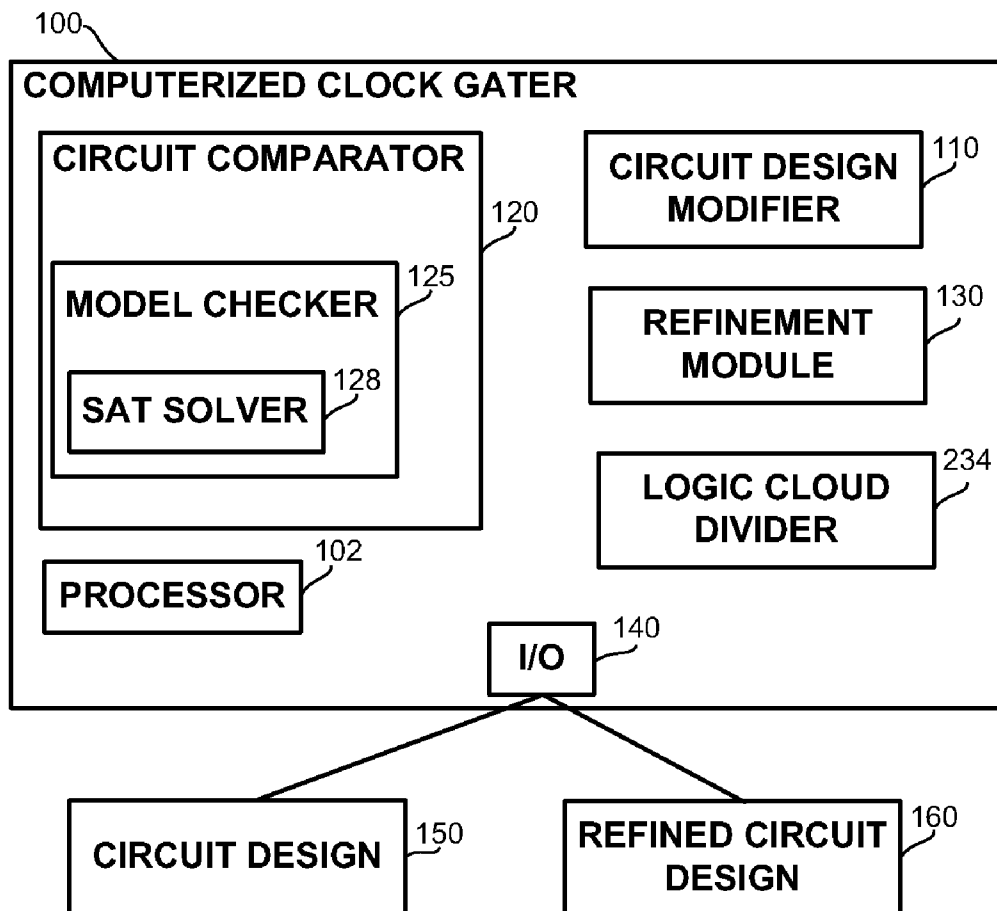 100
COMPUTERIZED CLOCK GATER
CIRCUIT COMPARATOR
120
MODEL CHECKER
125
SAT SOLVER
128
PROCESSOR
102
CIRCUIT DESIGN
MODIFIER
110
REFINEMENT
MODULE
130
LOGIC CLOUD
DIVIDER
234
I/O
140
CIRCUIT DESIGN
150
REFINED CIRCUIT
DESIGN
160